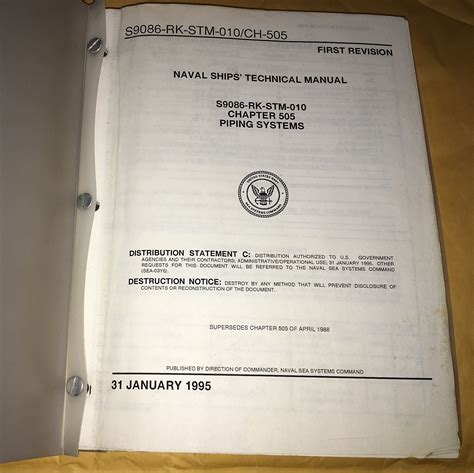 S9086-RK-STM-010/CH-505
FIRST REVISION
NAVAL SHIPS' TECHNICAL MANUAL
S9086-RK-STM-010
CHAPTER 505
PIPING SYSTEMS
DISTRIBUTION STATEMENT C: DISTRIBUTION AUTHORIZED TO U.S. GOVERNMENT
AGENCIES AND THEIR CONTRACTORS; ADMINISTRATIVE/OPERATIONAL USE; 31 JANUARY 1995. OTHER
REQUESTS FOR THIS DOCUMENT WILL BE REFERRED TO THE NAVAL SEA SYSTEMS COMMAND
(SEA-03Y6).
DESTRUCTION NOTICE: DESTROY BY ANY METHOD THAT WILL PREVENT DISCLOSURE OF
CONTENTS OR RECONSTRUCTION OF THE DOCUMENT.
SUPERSEDES CHAPTER 505 OF APRIL 1988
PUBLISHED BY DIRECTION OF COMMANDER, NAVAL SEA SYSTEMS COMMAND
31 JANUARY 1995